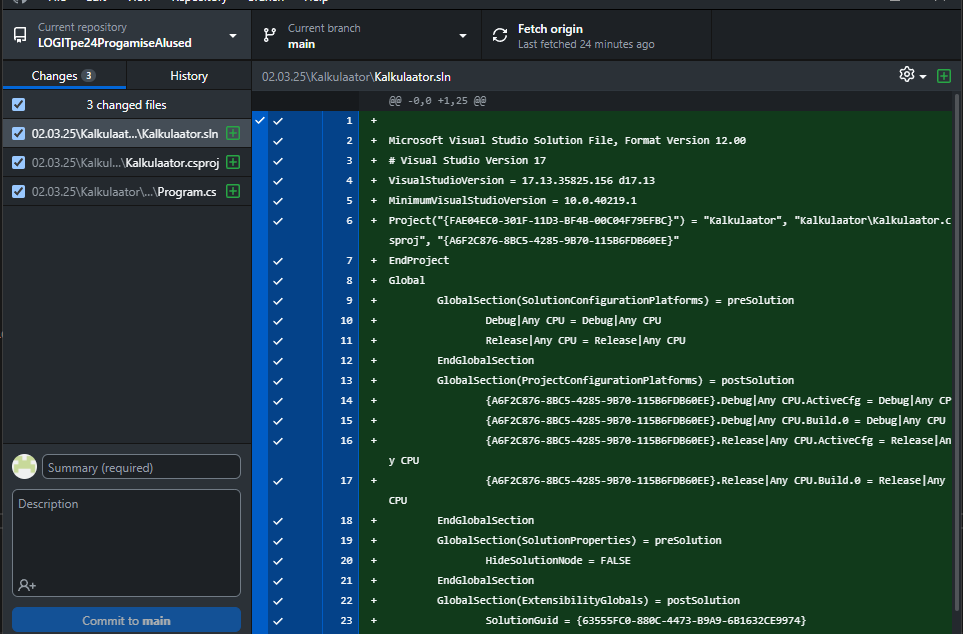 Current repository
LOGITpe24ProgamiseAlused
Current branch
main
Fetch origin
Last fetched 24 minutes ago
Changes 3
History
02.03.25\Kalkulaator\Kalkulaator.sln
3 changed files
02.03.25\Kalkulaat...\Kalkulaator.sln
02.03.25\Kalkul...\Kalkulaator.csproj
02.03.25\Kalkulaator\...\Program.cs
@@ -0,0 +1,25 @@
1 +
2 + Microsoft Visual Studio Solution File, Format Version 12.00
3 + # Visual Studio Version 17
4 + VisualStudioVersion = 17.13.35825.156 d17.13
5 + MinimumVisualStudioVersion = 10.0.40219.1
6 + Project("{FAE04EC0-301F-11D3-BF4B-00C04F79EFBC}") = "Kalkulaator", "Kalkulaator\Kalkulaator.c
sproj", "{A6F2C876-8BC5-4285-9B70-115B6FDB60EE}"
7 + EndProject
8 + Global
9 + GlobalSection(SolutionConfigurationPlatforms) = preSolution
10 + Debug|Any CPU = Debug|Any CPU
11 + Release|Any CPU = Release|Any CPU
12 + EndGlobalSection
13 + GlobalSection(ProjectConfigurationPlatforms) = postSolution
14 + {A6F2C876-8BC5-4285-9B70-115B6FDB60EE}.Debug|Any CPU.ActiveCfg = Debug|Any CP
15 + {A6F2C876-8BC5-4285-9B70-115B6FDB60EE}.Debug|Any CPU.Build.0 = Debug|Any CPU
16 + {A6F2C876-8BC5-4285-9B70-115B6FDB60EE}.Release|Any CPU.ActiveCfg = Release|An
y CPU
17 + {A6F2C876-8BC5-4285-9B70-115B6FDB60EE}.Release|Any CPU.Build.0 = Release|Any
CPU
18 + EndGlobalSection
19 + GlobalSection(SolutionProperties) = preSolution
20 + HideSolutionNode = FALSE
21 + EndGlobalSection
22 + GlobalSection(ExtensibilityGlobals) = postSolution
23 + SolutionGuid = {63555FC0-880C-4473-B9A9-6B1632CE9974}
Summary (required)
Description
Commit to main